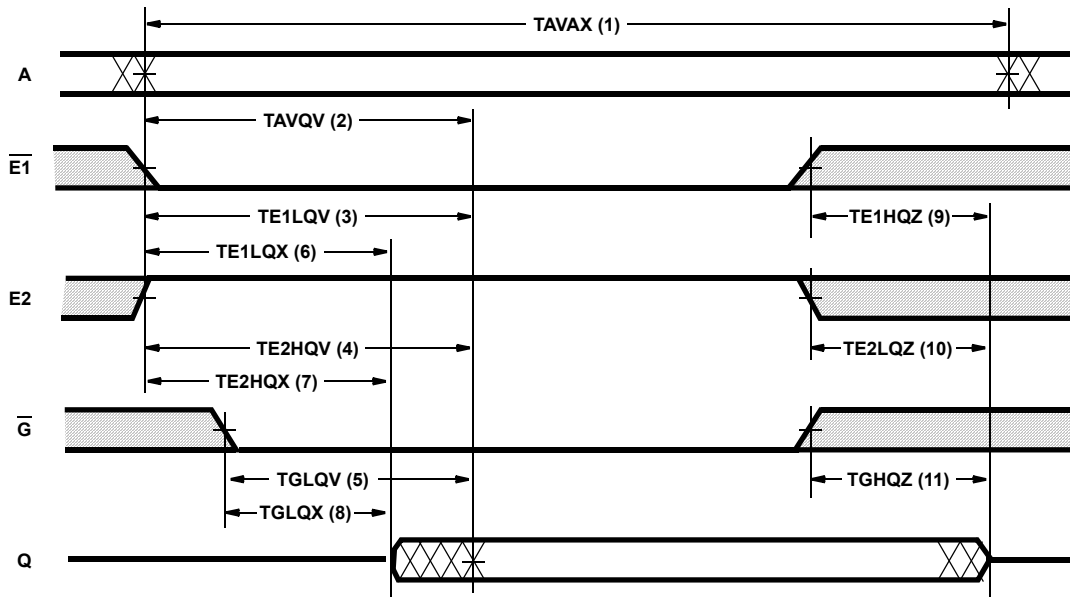 TAVAX (1)
A
TAVQV (2)
E1
TE1LQV (3)
TE1HQZ (9)
TE1LQX (6)
E2
TE2HQV (4)
TE2LQZ (10)
TE2HQX (7)
G
TGLQV (5)
TGHQZ (11)
TGLQX (8)
Q